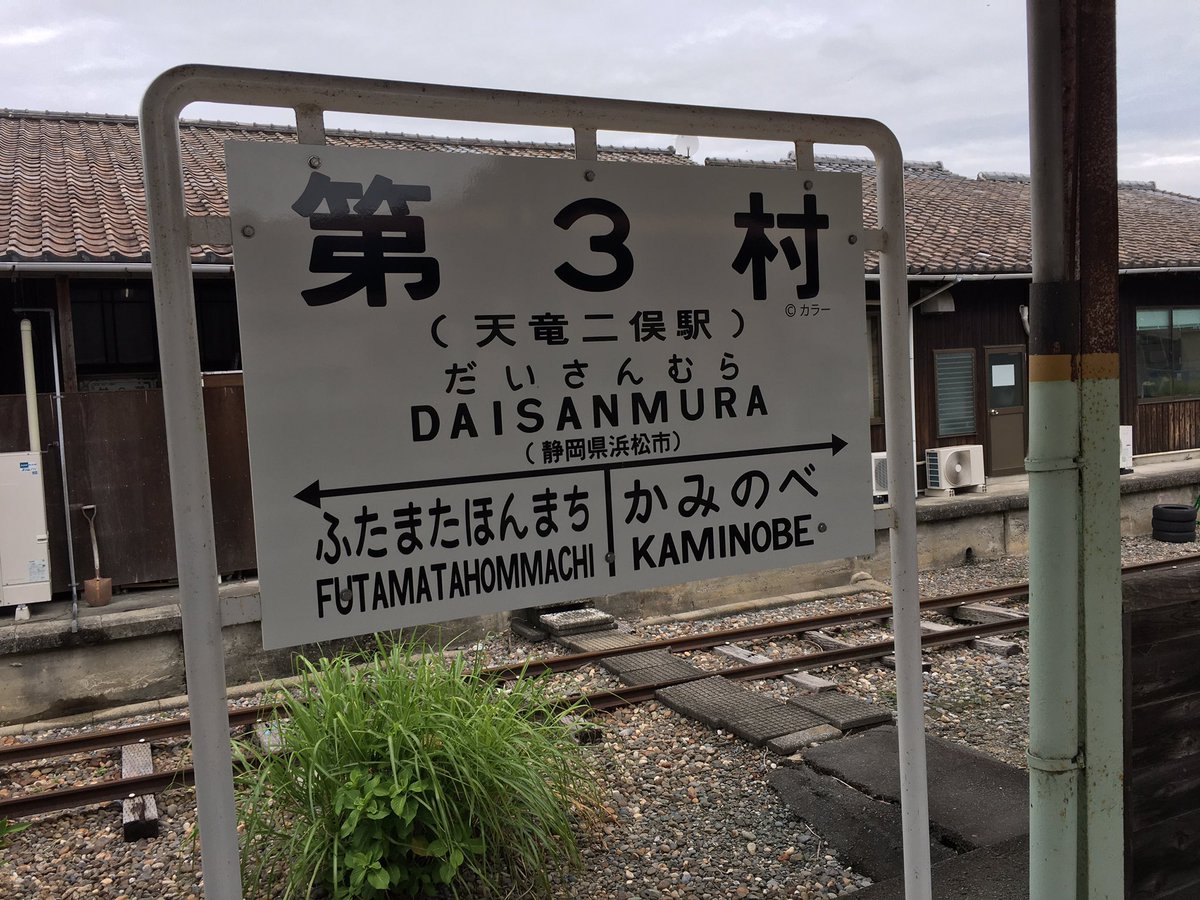 第3村
©カラー
(天竜二俣駅)
だいさんむら
DAISANMURA
(静岡県浜松市)
ふたまたほんまち かみのべ
FUTAMATAHOMMACHI KAMINOBE